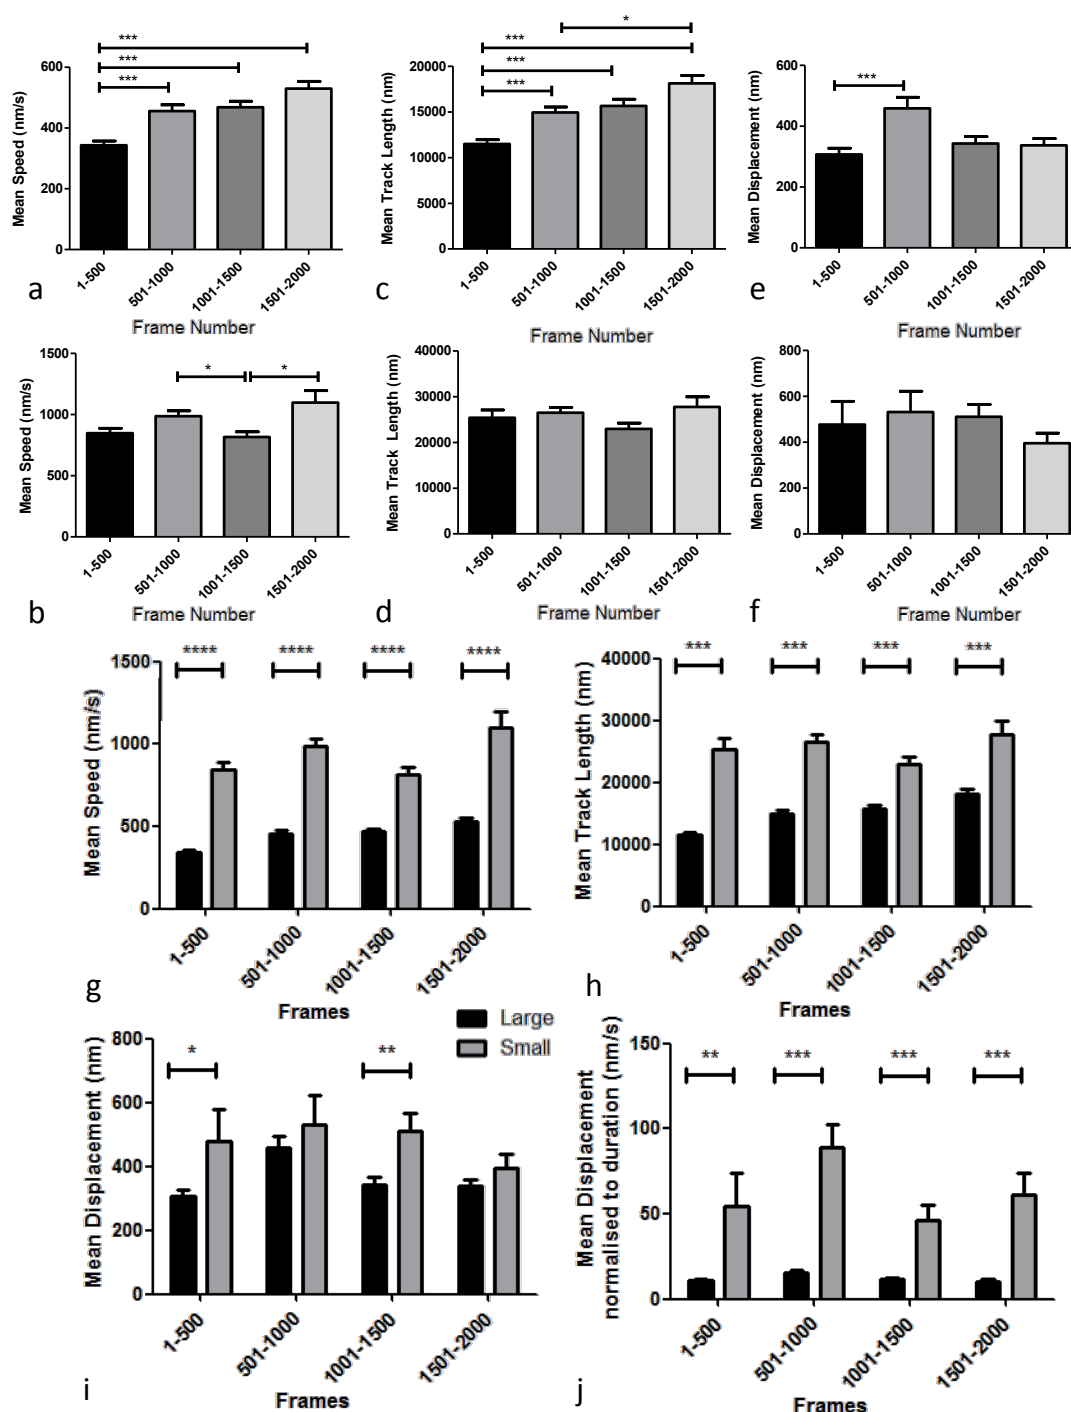 ***
***
***
600
400
200
0
Mean Speed (nm/s)
1-500
501-1000
1001-1500
1501-2000
a
Frame Number
*
***
***
***
20000
15000
10000
5000
0
Mean Track Length (nm)
1-500
501-1000
1001-1500
1501-2000
c
Frame Number
***
600
400
200
0
Mean Displacement (nm)
1-500
501-1000
1001-1500
1501-2000
e
Frame Number
* *
1500
1000
500
0
Mean Speed (nm/s)
1-500
501-1000
1001-1500
1501-2000
b
Frame Number
40000
30000
20000
10000
0
Mean Track Length (nm)
1-500
501-1000
1001-1500
1501-2000
d
Frame Number
800
600
400
200
0
Mean Displacement (nm)
1-500
501-1000
1001-1500
1501-2000
f
Frame Number
**** **** **** ****
1500
1000
500
0
Mean Speed (nm/s)
1-500
501-1000
1001-1500
1501-2000
g
Frames
*** *** *** ***
40000
30000
20000
10000
0
Mean Track Length (nm)
1-500
501-1000
1001-1500
1501-2000
h
Frames
Large
Small
* **
800
600
400
200
0
Mean Displacement (nm)
1-500
501-1000
1001-1500
1501-2000
i
Frames
** *** *** ***
150
100
50
0
Mean Displacement
normalised to duration (nm/s)
1-500
501-1000
1001-1500
1501-2000
j
Frames